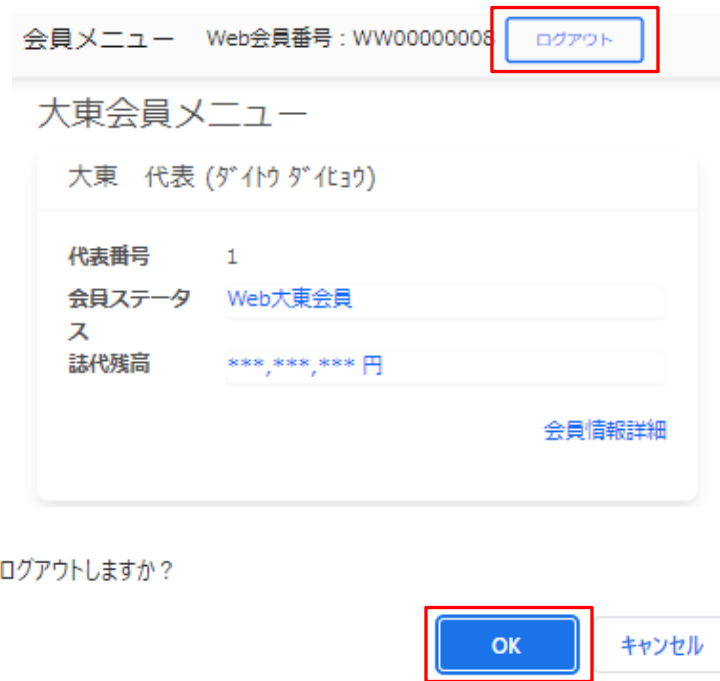 会員メニュー Web会員番号：WW00000008 ログアウト
大東会員メニュー
大東　代表 (ﾀﾞｲﾄｳ ﾀﾞｲﾋｮｳ)
代表番号 1
会員ステータス Web大東会員
誌代残高 ***,***,*** 円
会員情報詳細
ログアウトしますか？
OK キャンセル